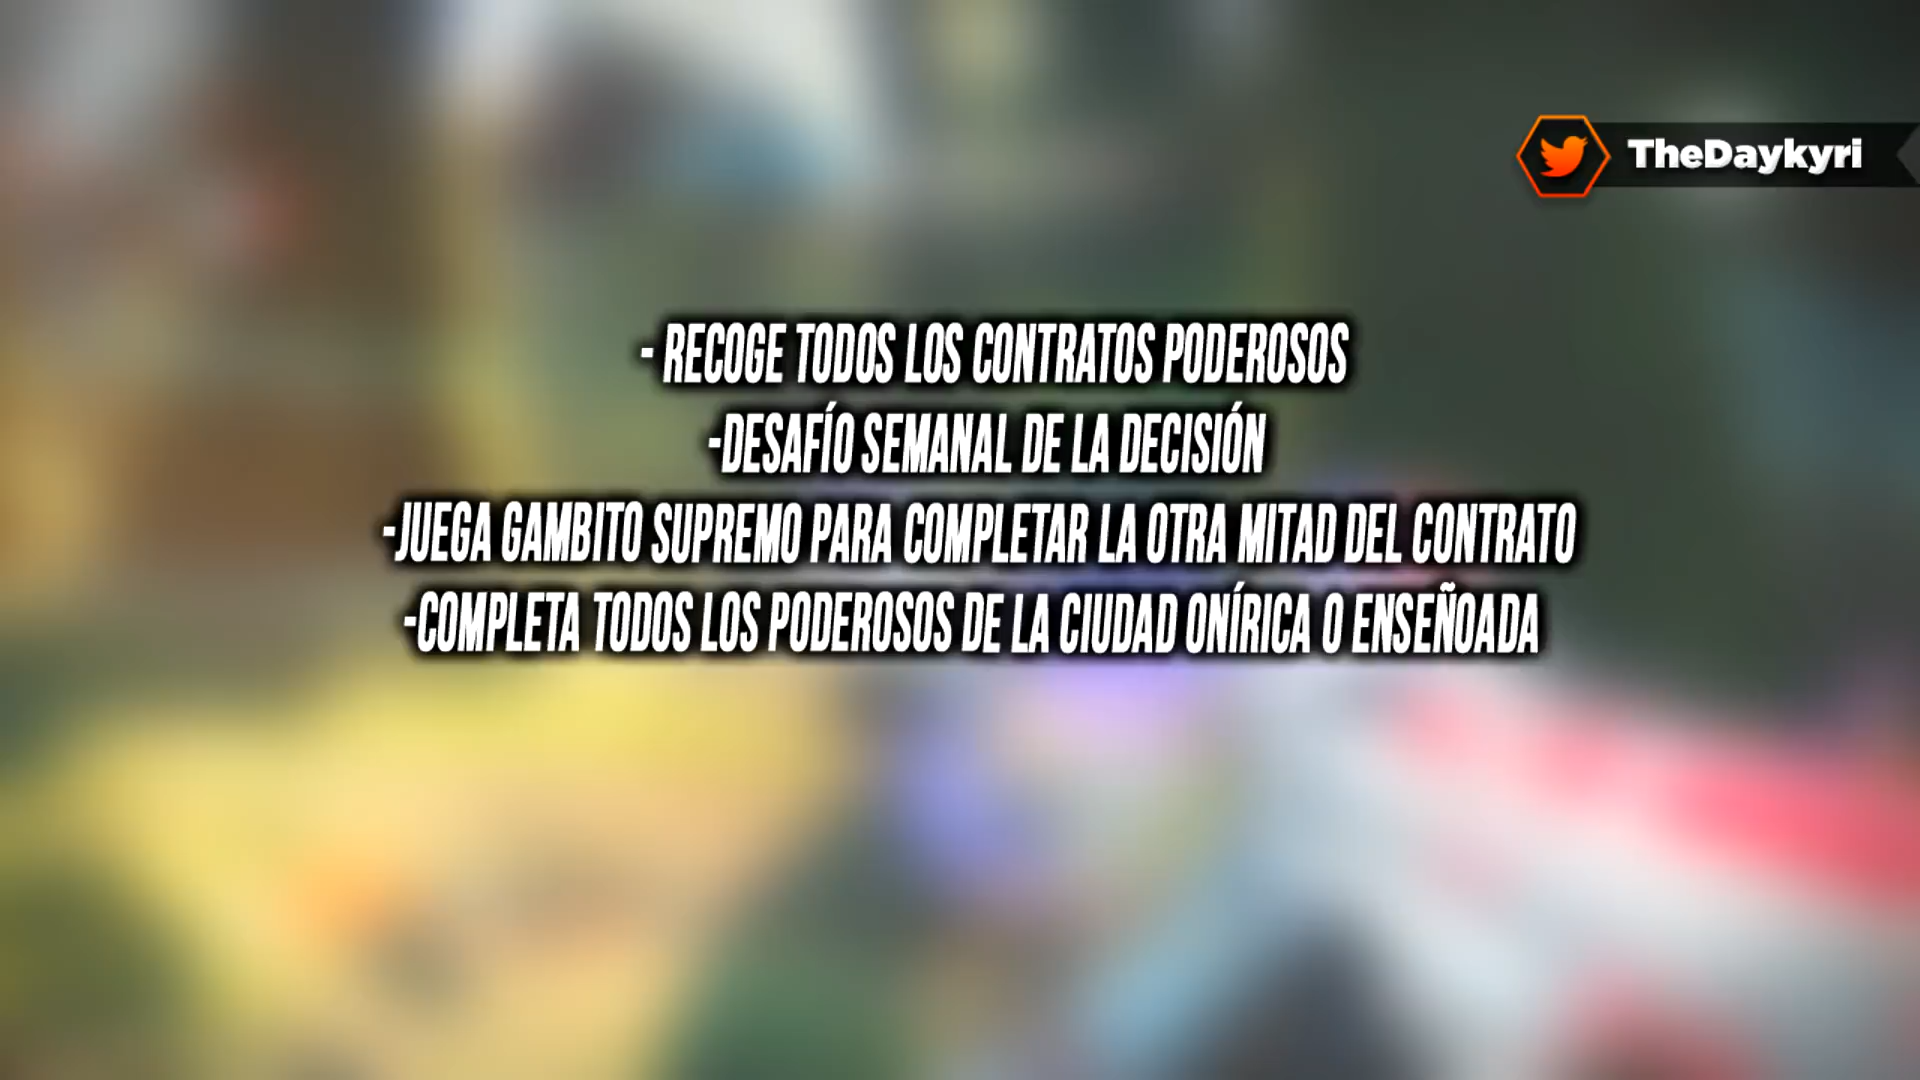 TheDaykyri
- RECOGE TODOS LOS CONTRATOS PODEROSOS
-DESAFÍO SEMANAL DE LA DECISIÓN
-JUEGA GAMBITO SUPREMO PARA COMPLETAR LA OTRA MITAD DEL CONTRATO
-COMPLETA TODOS LOS PODEROSOS DE LA CIUDAD ONÍRICA O ENSEÑOADA